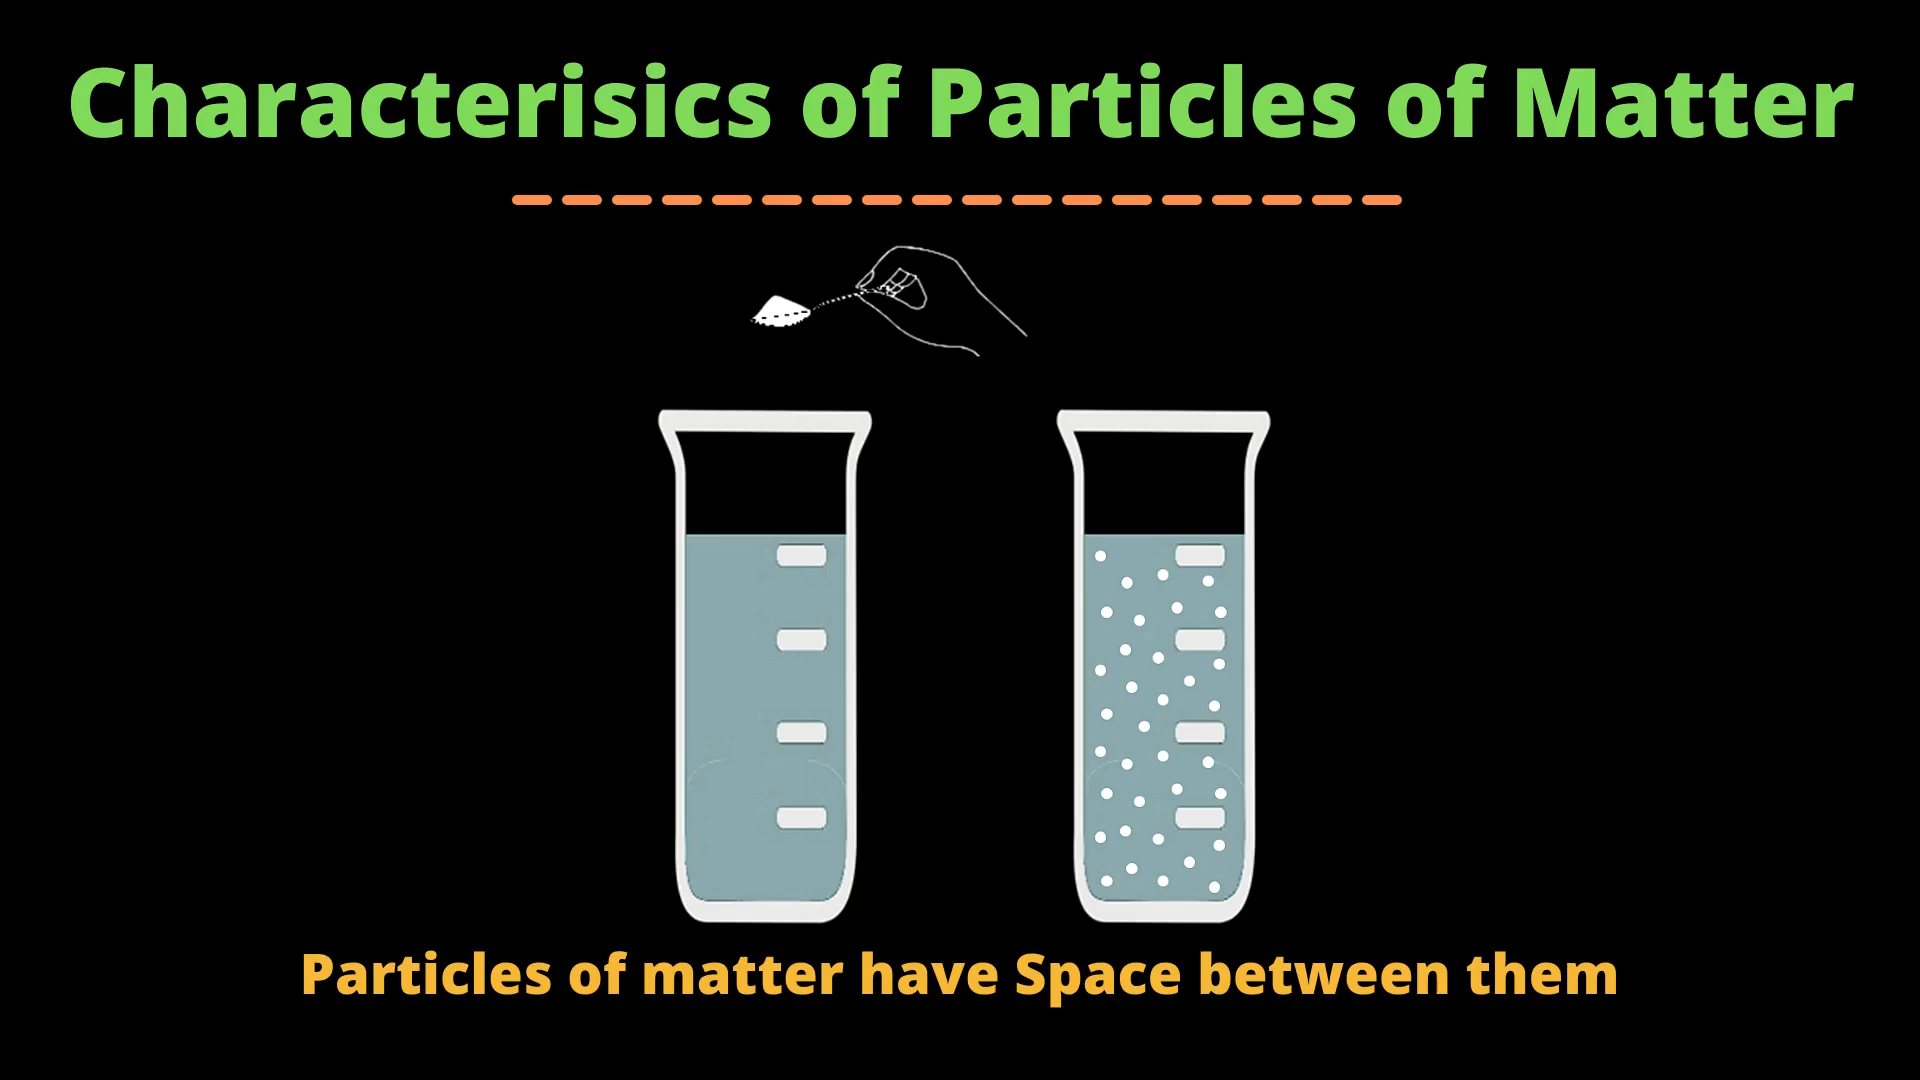 Characterisics of Particles of Matter
Particles of matter have Space between them